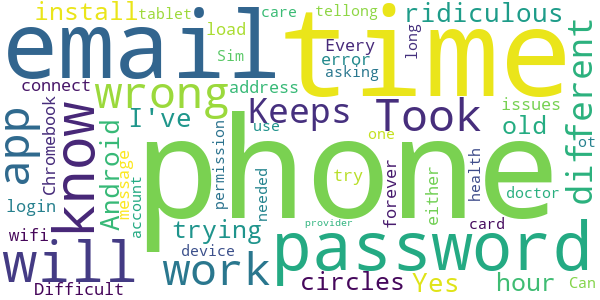 install
tablet
care
tellong
ridiculous
email
time
load
Sim
Every
error
asking
long
different
connect
wrong
address
issues
app
Chromebook
know
Android
message
I've
Keeps
Took
old
permission
use
phone
one
ot
login
account
trying
needed
try
forever
either
health
doctor
wifi
device
provider
card
password
will
work
Difficult
circles
Yes
hour
Can